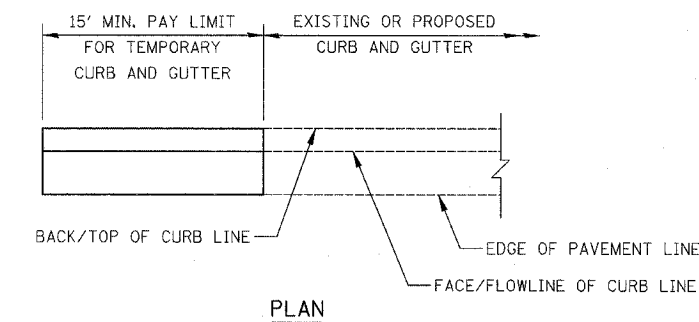 15' MIN. PAY LIMIT
FOR TEMPORARY
CURB AND GUTTER
EXISTING OR PROPOSED
CURB AND GUTTER
BACK/TOP OF CURB LINE
EDGE OF PAVEMENT LINE
FACE/FLOWLINE OF CURB LINE
PLAN